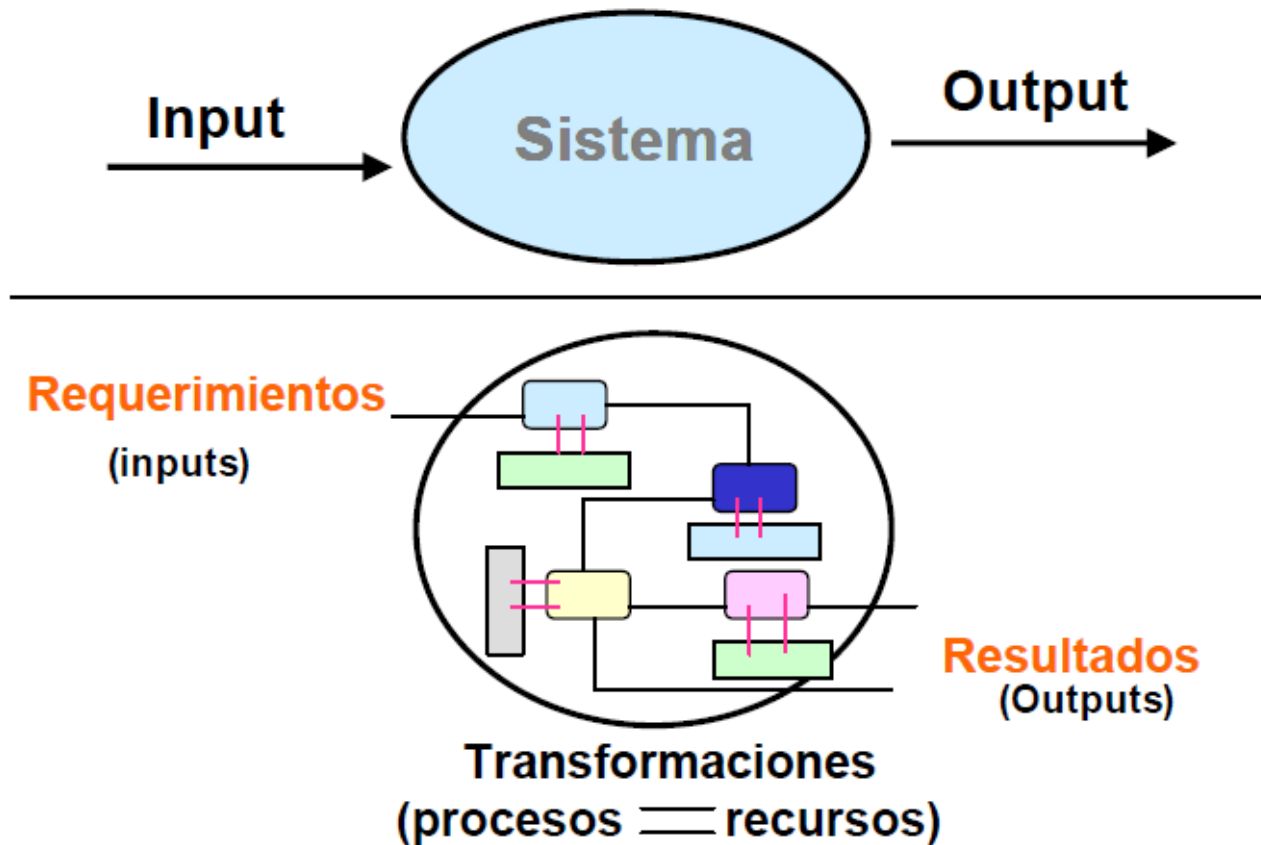 Input
Sistema
Output
Requerimientos
(inputs)
Resultados
(Outputs)
Transformaciones
(procesos recursos)